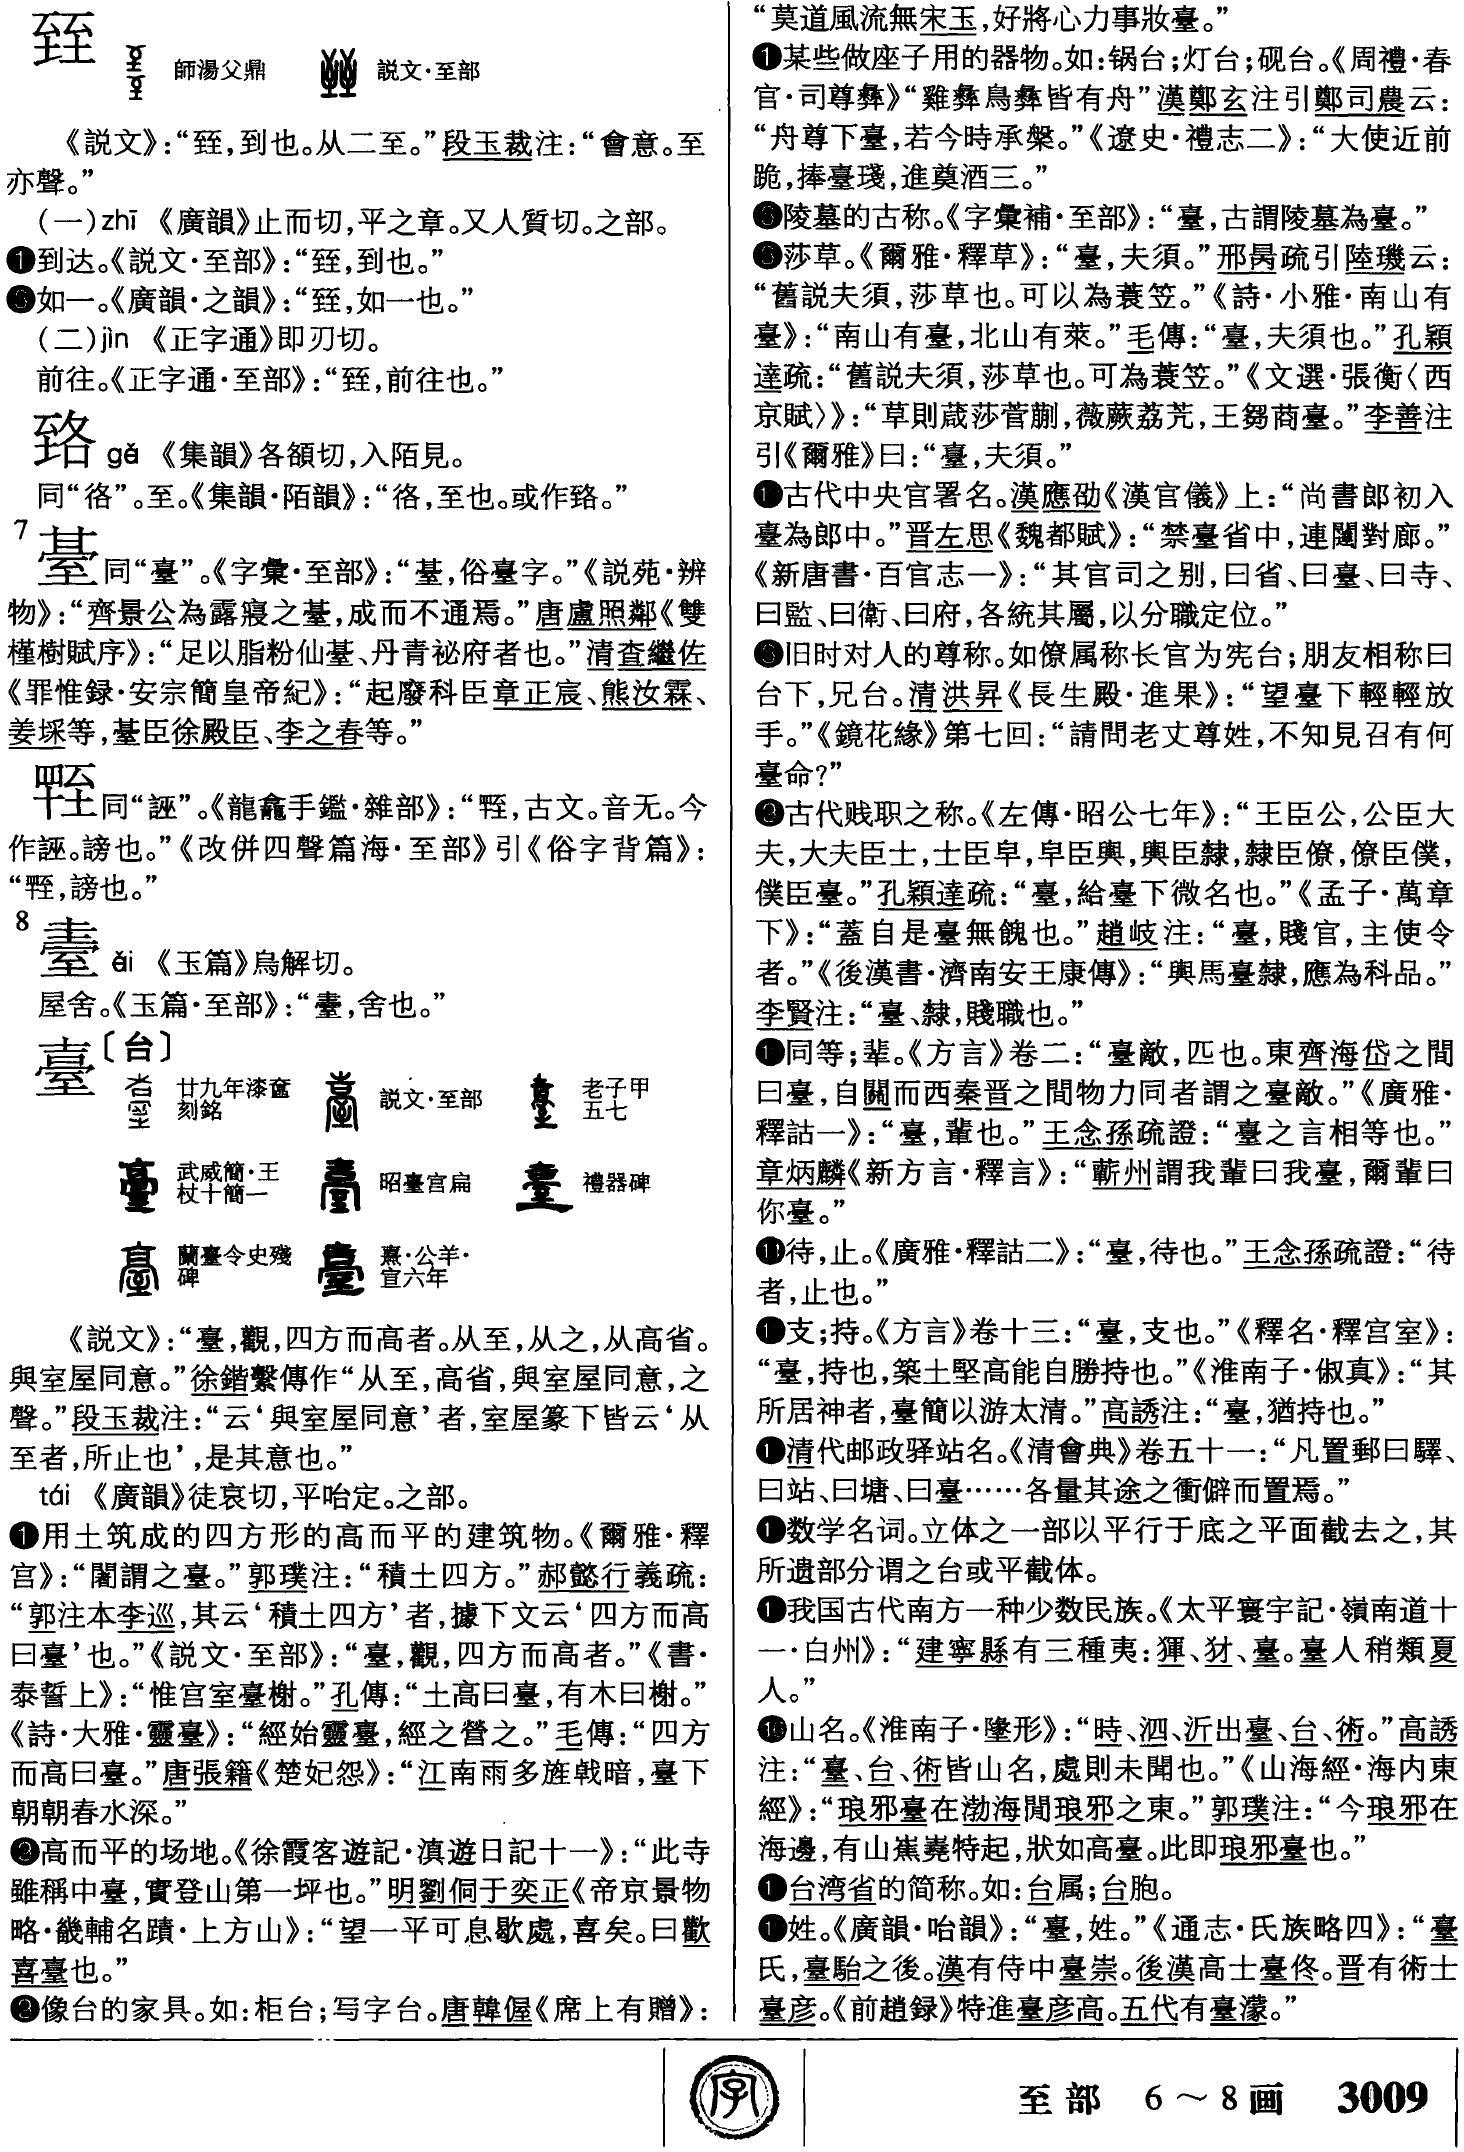 臸
師湯父鼎
説文·至部
《説文》：“臸，到也。从二至。”段玉裁注：“會意。至
亦聲。”
（一）zhī 《廣韻》止而切，平之章。又人質切。之部。
❶到达。《説文·至部》：“臸，到也。”
如一。《廣韻·之韻》：“臸，如一也。”
（二）jìn 《正字通》即刃切。
前往。《正字通·至部》：“臸，前往也。”
臵 gé 《集韻》各額切，入陌見。
同“佫”。至。《集韻·陌韻》：“佫，至也。或作
7
同“臺”。《字彙·至部》：“䑓，俗臺字。”《説苑·辨
物》：“齊景公為露寢之䑓，成而不通焉。”唐盧照鄰《雙
槿樹賦序》：“足以脂粉仙䑓、丹青祕府者也。”清查繼佐
《罪惟録·安宗簡皇帝紀》：“起廢科臣章正宸、熊汝霖、
姜埰等，䑓臣徐殿臣、李之春等。”
同“誣”。《龍龕手鑑·雜部》：“，古文。音无。今
作誣。謗也。”《改併四聲篇海·至部》引《俗字背篇》：
“，謗也。”
8
ǎi 《玉篇》烏解切。
屋舍。《玉篇·至部》：“，舍也。”
臺〔台〕
廿九年漆奩
刻銘
説文·至部
老子甲
五七
武威簡·王
杖十簡一
昭臺宫扁
禮器碑
蘭臺令史殘
碑
熹·公羊·
宣六年
《説文》：“臺，觀，四方而高者。从至，从之，从高省。
與室屋同意。”徐鍇繫傳作“从至，高省，與室屋同意，之
聲。”段玉裁注：“云‘與室屋同意’者，室屋篆下皆云‘从
至者，所止也’，是其意也。”
tái 《廣韻》徒哀切，平咍定。之部。
❶用土筑成的四方形的高而平的建筑物。《爾雅·釋
宫》：“闍謂之臺。”郭璞注：“積土四方。”郝懿行義疏：
“郭注本李巡，其云‘積土四方’者，據下文云‘四方而高
曰臺’也。”《説文·至部》：“臺，觀，四方而高者。”《書·
泰誓上》：“惟宫室臺榭。”孔傳：“土高曰臺，有木曰榭。”
《詩·大雅·靈臺》：“經始靈臺，經之營之。”毛傳：“四方
而高曰臺。”唐張籍《楚妃怨》：“江南雨多旌戟暗，臺下
朝朝春水深。”
❷高而平的场地。《徐霞客遊記·滇遊日記十一》：“此寺
雖稱中臺，實登山第一坪也。”明劉侗于奕正《帝京景物
略·畿輔名蹟·上方山》：“望一平可息歇處，喜矣。曰歡
喜臺也。”
像台的家具。如：柜台；写字台。唐韓偓《席上有贈》：
“莫道風流無宋玉，好將心力事妝臺。”
某些做座子用的器物。如：锅台；灯台；砚台。《周禮·春
官·司尊彝》“雞彝鳥彝皆有舟”漢鄭玄注引鄭司農云：
“舟尊下臺，若今時承槃。”《遼史·禮志二》：“大使近前
跪，捧臺琖，進奠酒三。”
陵墓的古称。《字彙補·至部》：“臺，古謂陵墓為臺。”
莎草。《爾雅·釋草》：“臺，夫須。”邢昺疏引陸璣云：
“舊説夫須，莎草也。可以為蓑笠。”《詩·小雅·南山有
臺》：“南山有臺，北山有萊。”毛傳：“臺，夫須也。”孔穎
達疏：“舊説夫須，莎草也。可為蓑笠。”《文選·張衡〈西
京賦〉》：“草則葴莎菅蒯，薇蕨荔苀，王芻莔臺。”李善注
引《爾雅》曰：“臺，夫須。”
古代中央官署名。漢應劭《漢官儀》上：“尚書郎初入
臺為郎中。”晋左思《魏都賦》：“禁臺省中，連闥對廊。”
《新唐書·百官志一》：“其官司之别，曰省、曰臺、曰寺、
曰監、曰衛、曰府，各統其屬，以分職定位。”
旧时对人的尊称。如僚属称长官为宪台；朋友相称曰
台下，兄台。清洪昇《長生殿·進果》：“望臺下輕輕放
手。”《鏡花緣》第七回：“請問老丈尊姓，不知見召有何
臺命？”
古代贱职之称。《左傳·昭公七年》：“王臣公，公臣大
夫，大夫臣士，士臣皁，皁臣輿，輿臣隸，隸臣僚，僚臣僕，
僕臣臺。”孔穎達疏：“臺，給臺下微名也。”《孟子·萬章
下》：“蓋自是臺無餽也。”趙岐注：“臺，賤官，主使令
者。”《後漢書·濟南安王康傳》：“輿馬臺隸，應為科品。”
李賢注：“臺、隸，賤職也。”
同等；辈。《方言》卷二：“臺敵，匹也。東齊海岱之間
曰臺，自關而西秦晋之間物力同者謂之臺敵。”《廣雅·
釋詁一》：“臺，輩也。”王念孫疏證：“臺之言相等也。”
章炳麟《新方言·釋言》：“蘄州謂我輩曰我臺，爾輩曰
你臺。”
待，止。《廣雅·釋詁二》：“臺，待也。”王念孫疏證：“待
者，止也。”
支；持。《方言》卷十三：“臺，支也。”《釋名·釋宫室》：
“臺，持也，築土堅高能自勝持也。”《淮南子·俶真》：“其
所居神者，臺簡以游太清。”高誘注：“臺，猶持也。”
清代邮政驿站名。《清會典》卷五十一：“凡置郵曰驛、
曰站、曰塘、曰臺……各量其途之衝僻而置焉。”
数学名词。立体之一部以平行于底之平面截去之，其
所遗部分谓之台或平截体。
我国古代南方一种少数民族。《太平寰宇記·嶺南道十
一·白州》：“建寧縣有三種夷：㺔、犲、臺。臺人稍類夏
人。”
山名。《淮南子·墬形》：“時、泗、沂出臺、台、術。”高誘
注：“臺、台、術皆山名，處則未聞也。”《山海經·海内東
經》：“琅邪臺在渤海間琅邪之東。”郭璞注：“今琅邪在
海邊，有山嶕嶢特起，狀如高臺。此即琅邪臺也。”
台湾省的简称。如：台属；台胞。
姓。《廣韻·咍韻》：“臺，姓。”《通志·氏族略四》：“臺
氏，臺駘之後。漢有侍中臺崇。後漢高士臺佟。晋有術士
臺彦。《前趙録》特進臺彦高。五代有臺濛。”
字
至部 6～8画 3009